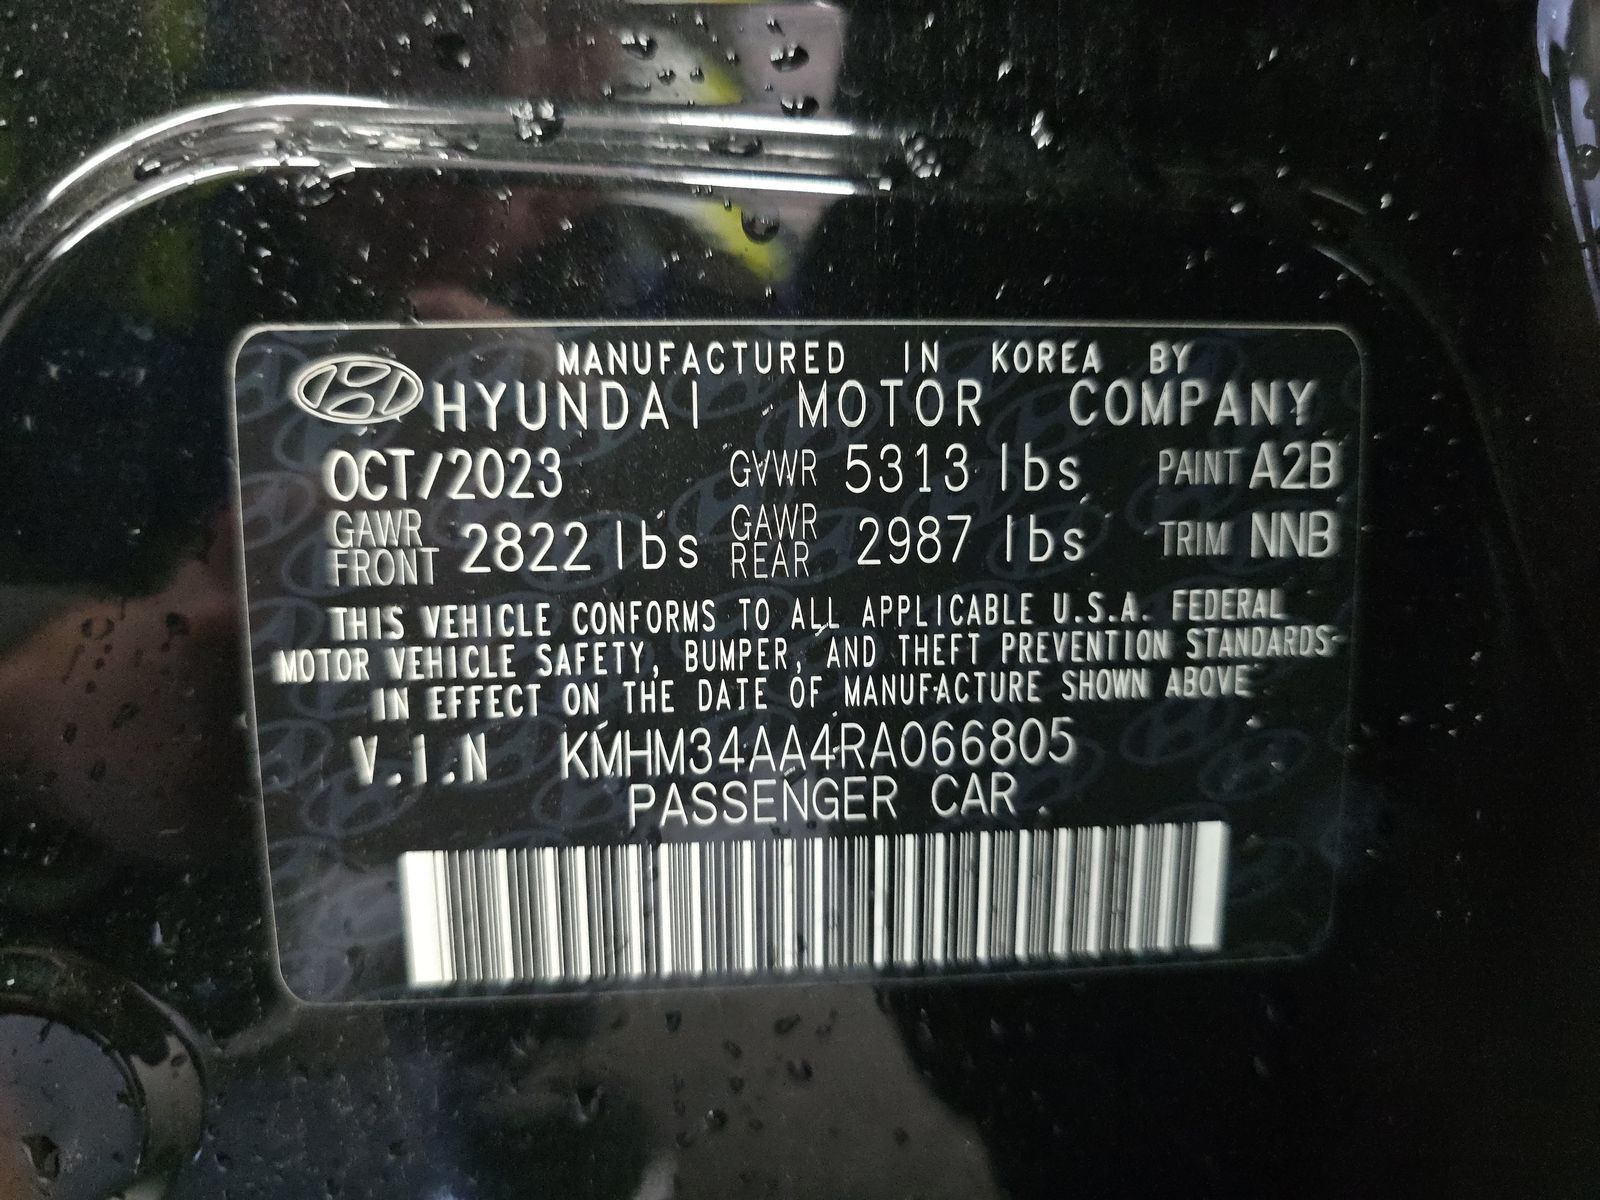 MANUFACTURED IN KOREA BY
HYUNDAI MOTOR COMPANY
OCT/2023 GVWR 5313 lbs PAINT A2B
GAWR FRONT 2822 lbs GAWR REAR 2987 lbs TRIM NNB
THIS VEHICLE CONFORMS TO ALL APPLICABLE U.S.A. FEDERAL
MOTOR VEHICLE SAFETY, BUMPER, AND THEFT PREVENTION STANDARDS
IN EFFECT ON THE DATE OF MANUFACTURE SHOWN ABOVE
V.I.N KMHM34AA4RA066805
PASSENGER CAR